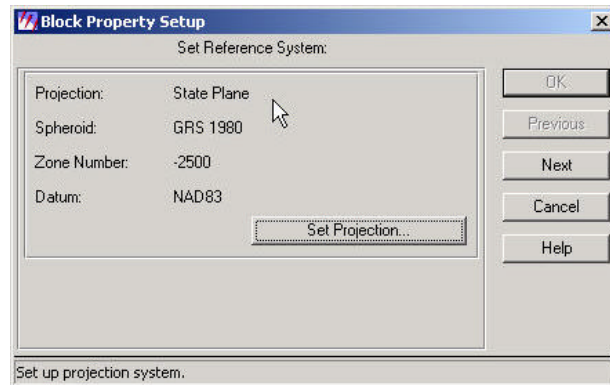 Block Property Setup
Set Reference System:
Projection: State Plane
Spheroid: GRS 1980
Zone Number: -2500
Datum: NAD83
Set Projection...
OK
Previous
Next
Cancel
Help
Set up projection system.